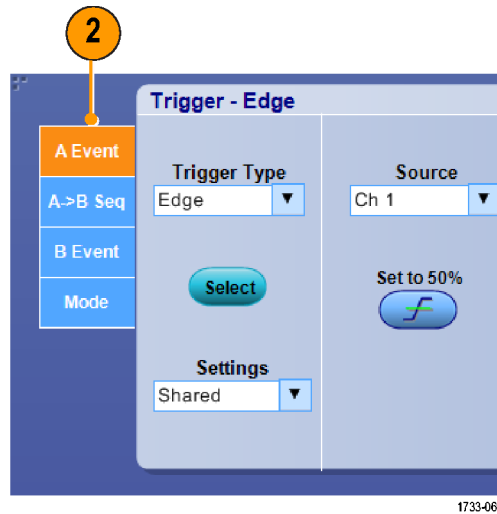 2
Trigger - Edge
A Event
A->B Seq
B Event
Mode
Trigger Type
Edge
Select
Settings
Shared
Source
Ch 1
Set to 50%
1733-06